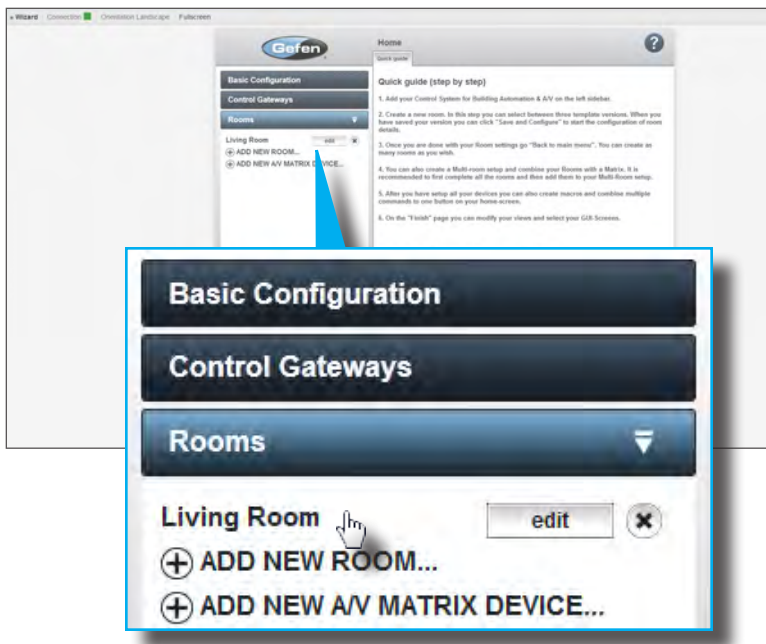 » Wizard Connection Orientation Landscape Fullscreen
Gefen
Home
?
Quick guide
Basic Configuration
Control Gateways
Rooms
Living Room edit
ADD NEW ROOM...
ADD NEW A/V MATRIX DEVICE...
Quick guide (step by step)
1. Add your Control System for Building Automation & A/V on the left sidebar.
2. Create a new room. In this step you can select between three template versions. When you
have saved your version you can click "Save and Configure" to start the configuration of room
details.
3. Once you are done with your Room settings go "Back to main menu". You can create as
many rooms as you wish.
4. You can also create a Multi-room setup and combine your Rooms with a Matrix. It is
recommended to first complete all the rooms and then add them to your Multi-Room setup.
5. After you have setup all your devices you can also create macros and combine multiple
commands to one button on your home-screen.
6. On the "Finish" page you can modify your views and select your GUI-Screens.
Basic Configuration
Control Gateways
Rooms
Living Room edit
ADD NEW ROOM...
ADD NEW A/V MATRIX DEVICE...